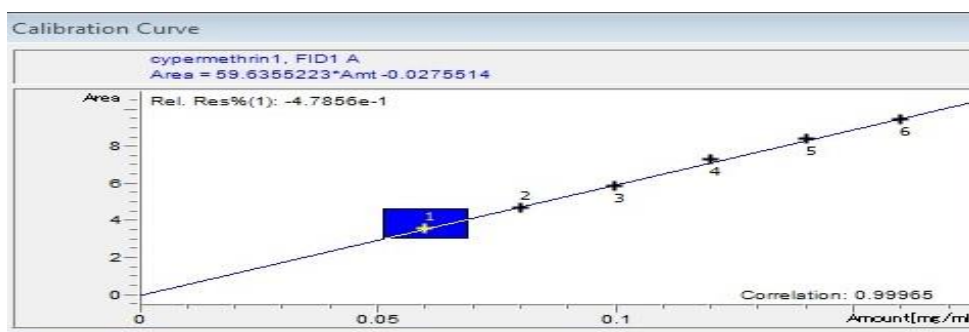 Calibration Curve
cypermethrin1, FID1 A
Area = 59.6355223*Amt -0.0275514
Area
Rel. Res%(1): -4.7856e-1
8
6
4
2
0
1
2
3
4
5
6
Correlation: 0.99965
0
0.05
0.1
Amount[mg/ml